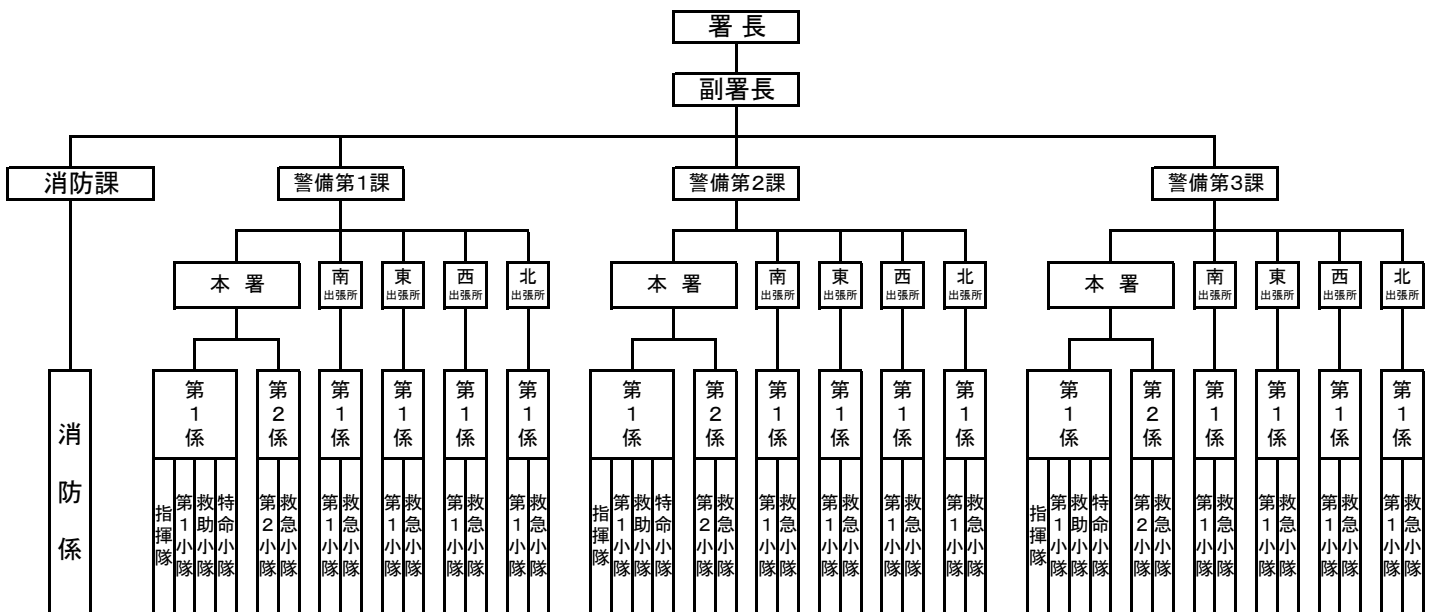 署 長
副署長
消防課
警備第1課
警備第2課
警備第3課
本 署
南
出張所
東
出張所
西
出張所
北
出張所
本 署
南
出張所
東
出張所
西
出張所
北
出張所
本 署
南
出張所
東
出張所
西
出張所
北
出張所
消防係
第1係
第2係
第1係
第1係
第1係
第1係
第1係
第2係
第1係
第1係
第1係
第1係
第1係
第2係
第1係
第1係
第1係
第1係
指揮隊
第1小隊
救助小隊
特命小隊
第2小隊
救急小隊
第1小隊
救急小隊
第1小隊
救急小隊
第1小隊
救急小隊
第1小隊
救急小隊
指揮隊
第1小隊
救助小隊
特命小隊
第2小隊
救急小隊
第1小隊
救急小隊
第1小隊
救急小隊
第1小隊
救急小隊
第1小隊
救急小隊
指揮隊
第1小隊
救助小隊
特命小隊
第2小隊
救急小隊
第1小隊
救急小隊
第1小隊
救急小隊
第1小隊
救急小隊
第1小隊
救急小隊